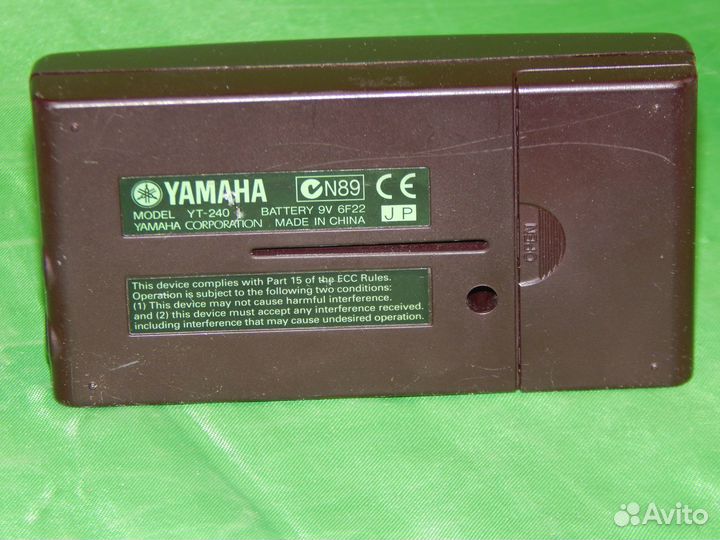 YAMAHA N89 CE
MODEL YT-240 BATTERY 9V 6F22 J P
YAMAHA CORPORATION MADE IN CHINA
OPEN
This device complies with Part 15 of the ECC Rules.
Operation is subject to the following two conditions:
(1) This device may not cause harmful interference.
and (2) this device must accept any interference received.
including interference that may cause undesired operation.
Avito